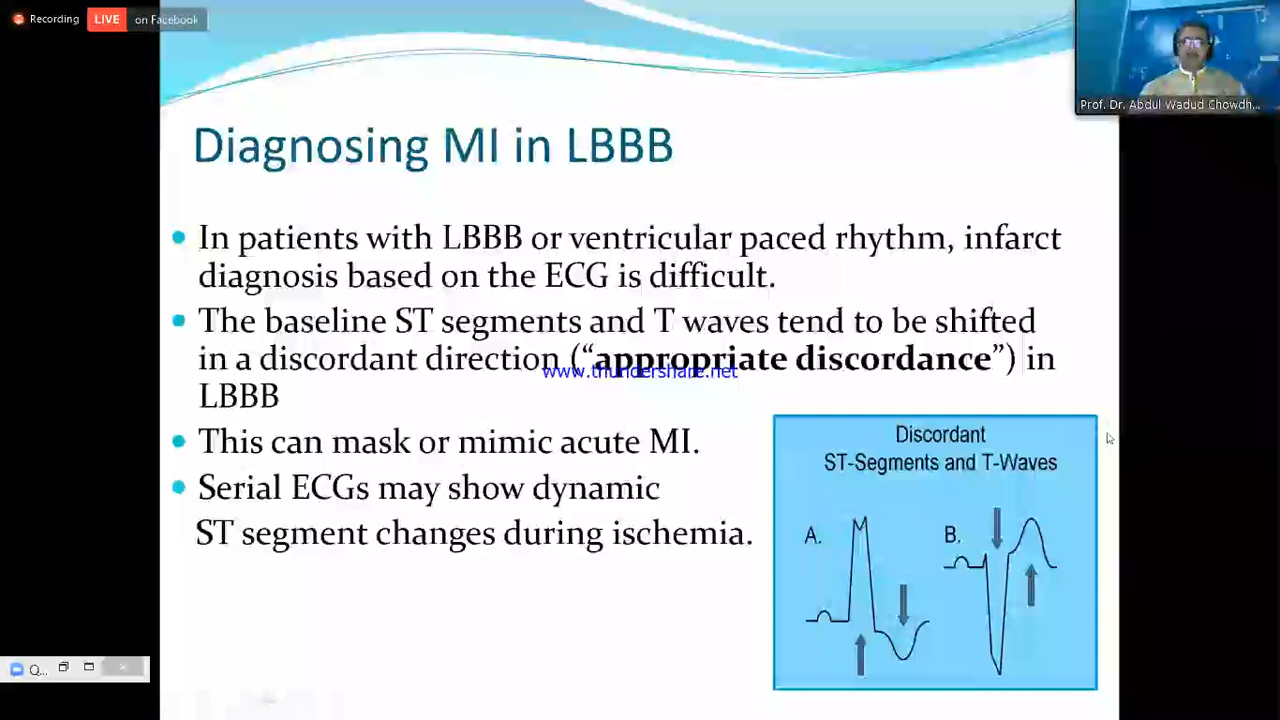 Recording LIVE on Facebook
Prof. Dr. Abdul Wadud Chowdh...
Diagnosing MI in LBBB
In patients with LBBB or ventricular paced rhythm, infarct
diagnosis based on the ECG is difficult.
The baseline ST segments and T waves tend to be shifted
in a discordant direction (“appropriate discordance”) in
www.thundershare.net
LBBB
This can mask or mimic acute MI.
Serial ECGs may show dynamic
ST segment changes during ischemia.
Discordant
ST-Segments and T-Waves
A.
B.
Q...